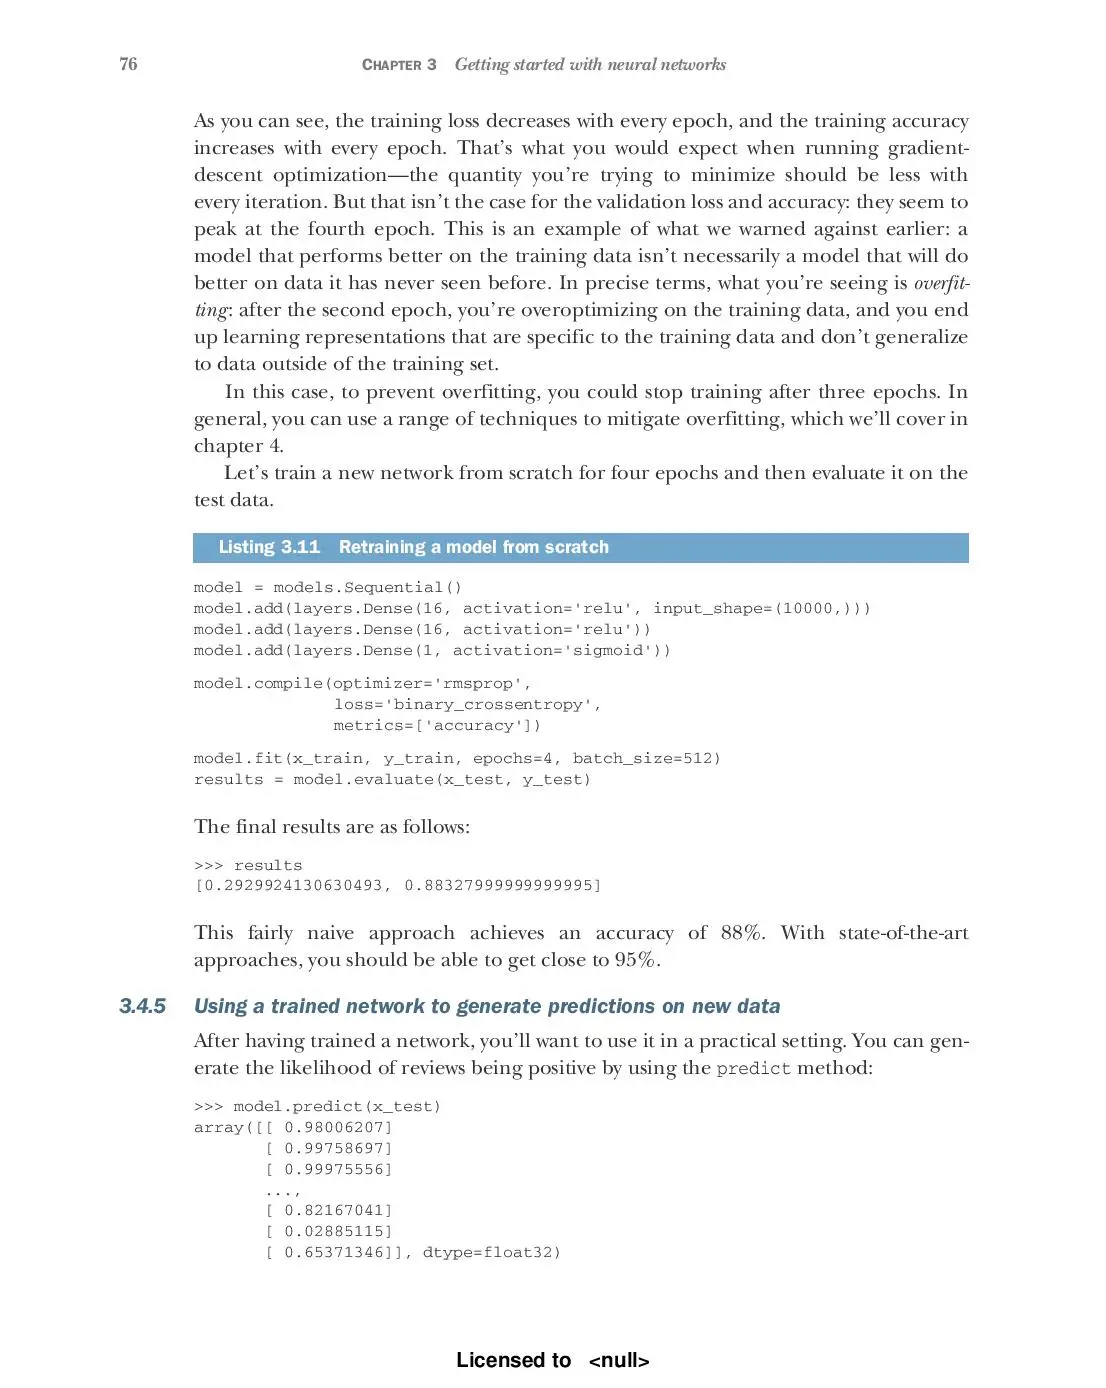 76 CHAPTER 3 Getting started with neural networks
As you can see, the training loss decreases with every epoch, and the training accuracy
increases with every epoch. That’s what you would expect when running gradient-
descent optimization—the quantity you’re trying to minimize should be less with
every iteration. But that isn’t the case for the validation loss and accuracy: they seem to
peak at the fourth epoch. This is an example of what we warned against earlier: a
model that performs better on the training data isn’t necessarily a model that will do
better on data it has never seen before. In precise terms, what you’re seeing is overfit-
ting: after the second epoch, you’re overoptimizing on the training data, and you end
up learning representations that are specific to the training data and don’t generalize
to data outside of the training set.
In this case, to prevent overfitting, you could stop training after three epochs. In
general, you can use a range of techniques to mitigate overfitting, which we’ll cover in
chapter 4.
Let’s train a new network from scratch for four epochs and then evaluate it on the
test data.
Listing 3.11 Retraining a model from scratch
model = models.Sequential()
model.add(layers.Dense(16, activation='relu', input_shape=(10000,)))
model.add(layers.Dense(16, activation='relu'))
model.add(layers.Dense(1, activation='sigmoid'))
model.compile(optimizer='rmsprop',
loss='binary_crossentropy',
metrics=['accuracy'])
model.fit(x_train, y_train, epochs=4, batch_size=512)
results = model.evaluate(x_test, y_test)
The final results are as follows:
>>> results
[0.2929924130630493, 0.88327999999999995]
This fairly naive approach achieves an accuracy of 88%. With state-of-the-art
approaches, you should be able to get close to 95%.
3.4.5 Using a trained network to generate predictions on new data
After having trained a network, you’ll want to use it in a practical setting. You can gen-
erate the likelihood of reviews being positive by using the predict method:
>>> model.predict(x_test)
array([[ 0.98006207]
[ 0.99758697]
[ 0.99975556]
...,
[ 0.82167041]
[ 0.02885115]
[ 0.65371346]], dtype=float32)
Licensed to <null>